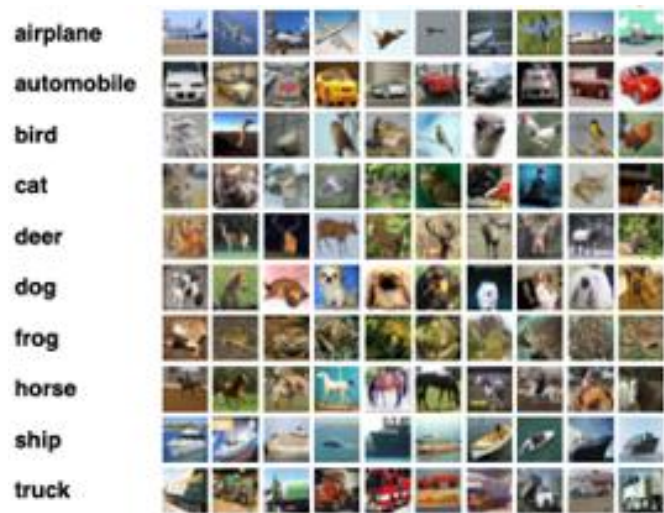 airplane
automobile
bird
cat
deer
dog
frog
horse
ship
truck